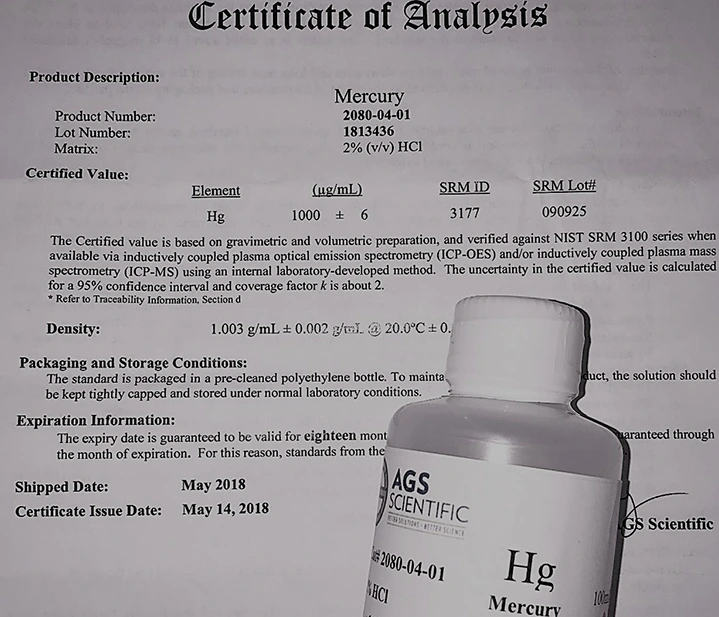 Certificate of Analysis
Product Description:
Mercury
Product Number: 2080-04-01
Lot Number: 1813436
Matrix: 2% (v/v) HCl
Certified Value:
Element (µg/mL) SRM ID SRM Lot#
Hg 1000 ± 6 3177 090925
The Certified value is based on gravimetric and volumetric preparation, and verified against NIST SRM 3100 series when
available via inductively coupled plasma optical emission spectrometry (ICP-OES) and/or inductively coupled plasma mass
spectrometry (ICP-MS) using an internal laboratory-developed method. The uncertainty in the certified value is calculated
for a 95% confidence interval and coverage factor k is about 2.
* Refer to Traceability Information, Section d
Density: 1.003 g/mL ± 0.002 g/mL @ 20.0°C ± 0.
Packaging and Storage Conditions:
The standard is packaged in a pre-cleaned polyethylene bottle. To mainta duct, the solution should
be kept tightly capped and stored under normal laboratory conditions.
Expiration Information:
The expiry date is guaranteed to be valid for eighteen mont uaranteed through
the month of expiration. For this reason, standards from the
Shipped Date: May 2018
Certificate Issue Date: May 14, 2018
GS Scientific
AGS
SCIENTIFIC
BETTER SOLUTIONS - BETTER SCIENCE
2080-04-01
% HCl
Hg
Mercury